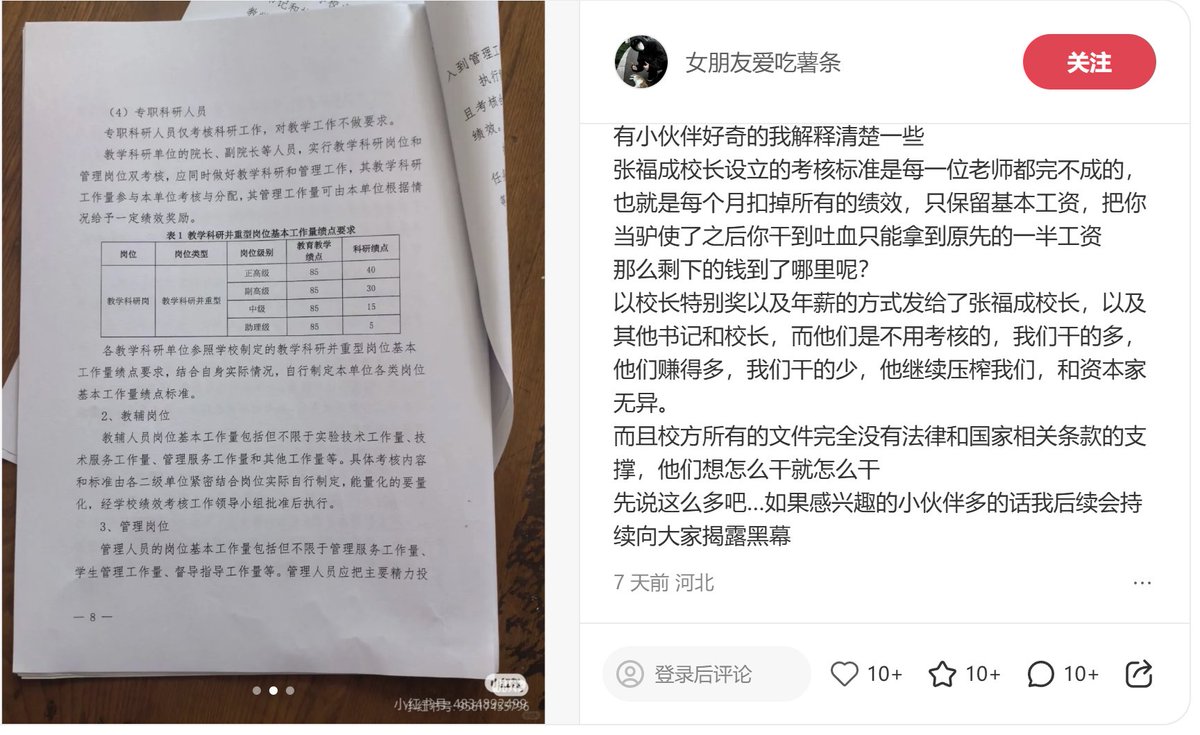 （4）专职科研人员
专职科研人员仅考核科研工作，对教学工作不做要求。
教学科研单位的院长、副院长等人员，实行教学科研岗位和
管理岗位双考核，应同时做好教学科研和管理工作，其教学科研
工作量参与本单位考核与分配，其管理工作量可由本单位根据情
况给予一定绩效奖励。
表1 教学科研并重型岗位基本工作量绩点要求
岗位 岗位类型 岗位级别 教育教学绩点 科研绩点
教学科研岗 教学科研并重型 正高级 85 40
副高级 85 30
中级 85 15
助理级 85 5
各教学科研单位参照学校制定的教学科研并重型岗位基本
工作量绩点要求，结合自身实际情况，自行制定本单位各类岗位
基本工作量绩点标准。
2、教辅岗位
教辅人员岗位基本工作量包括但不限于实验技术工作量、技
术服务工作量、管理服务工作量和其他工作量等。具体考核内容
和标准由各二级单位紧密结合岗位实际自行制定，能量化的要量
化，经学校绩效考核工作领导小组批准后执行。
3、管理岗位
管理人员的岗位基本工作量包括但不限于管理服务工作量、
学生管理工作量、督导指导工作量等。管理人员应把主要精力投
— 8 —
入到管理工
执行
且考核
绩效。
小红书号
女朋友爱吃薯条
关注
有小伙伴好奇的我解释清楚一些
张福成校长设立的考核标准是每一位老师都完不成的，
也就是每个月扣掉所有的绩效，只保留基本工资，把你
当驴使了之后你干到吐血只能拿到原先的一半工资
那么剩下的钱到了哪里呢？
以校长特别奖以及年薪的方式发给了张福成校长，以及
其他书记和校长，而他们是不用考核的，我们干的多，
他们赚得多，我们干的少，他继续压榨我们，和资本家
无异。
而且校方所有的文件完全没有法律和国家相关条款的支
撑，他们想怎么干就怎么干
先说这么多吧...如果感兴趣的小伙伴多的话我后续会持
续向大家揭露黑幕
7 天前 河北
登录后评论
10+
10+
10+